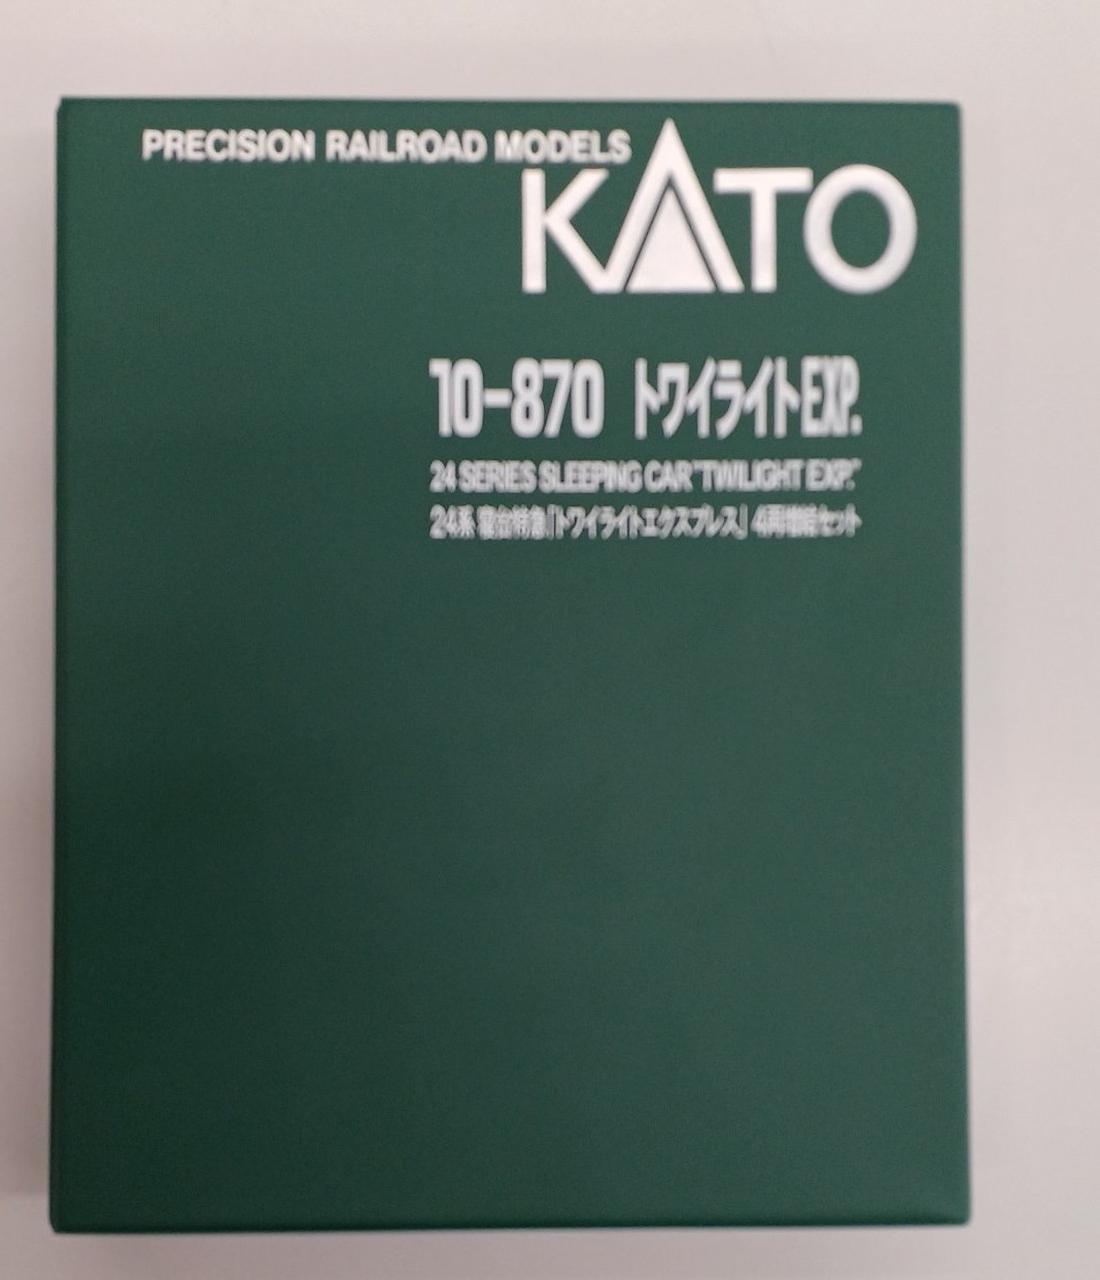 PRECISION RAILROAD MODELS
KATO
10-870 トワイライトEXP.
24 SERIES SLEEPING CAR "TWILIGHT EXP."
24系 寝台特急「トワイライトエクスプレス」 4両増結セット